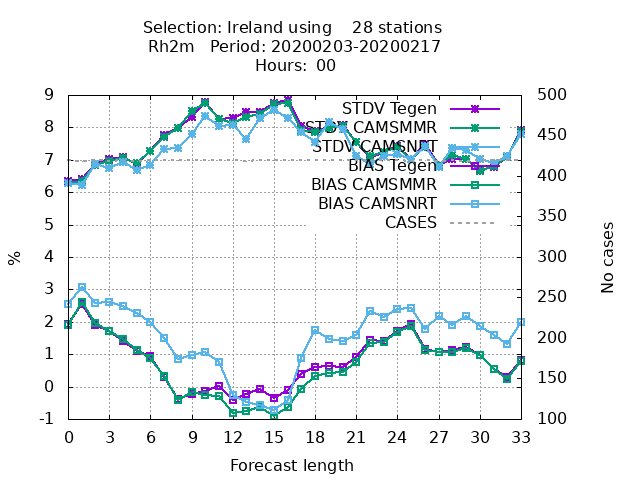 Selection: Ireland using 28 stations
Rh2m Period: 20200203-20200217
Hours: 00
9
8
7
6
5
4
3
2
1
0
-1
%
500
450
400
350
300
250
200
150
100
No cases
STDV Tegen
STDV CAMSMMR
STDV CAMSNRT
BIAS Tegen
BIAS CAMSMMR
BIAS CAMSNRT
CASES
0 3 6 9 12 15 18 21 24 27 30 33
Forecast length